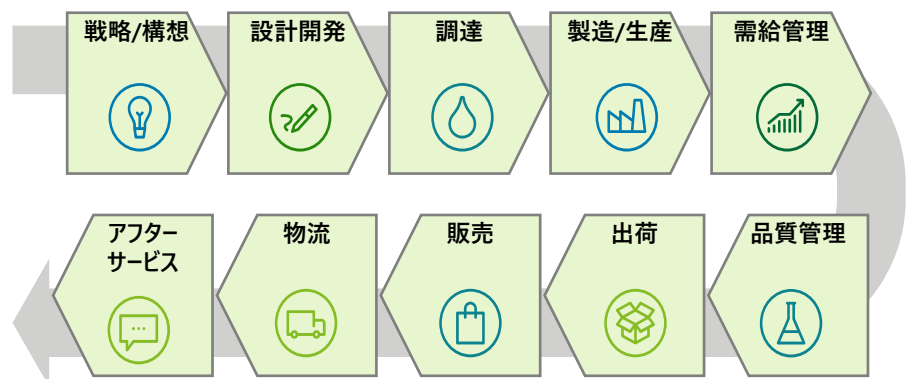 戦略/構想
設計開発
調達
製造/生産
需給管理
品質管理
出荷
販売
物流
アフター
サービス